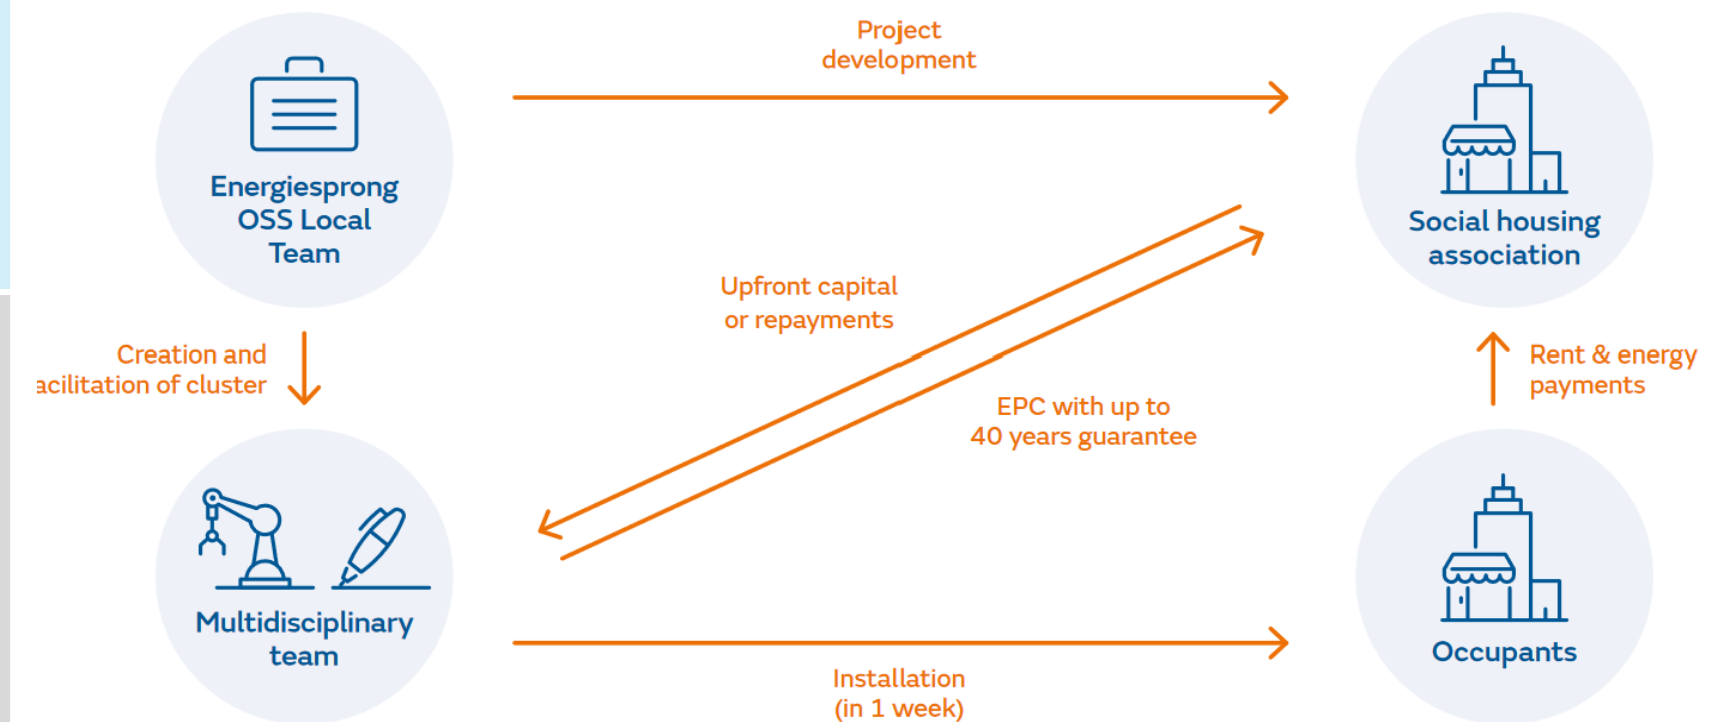 Project
development
Energiesprong
OSS Local
Team
Social housing
association
Upfront capital
or repayments
Creation and
acilitation of cluster
Rent & energy
payments
EPC with up to
40 years guarantee
Multidisciplinary
team
Occupants
Installation
(in 1 week)